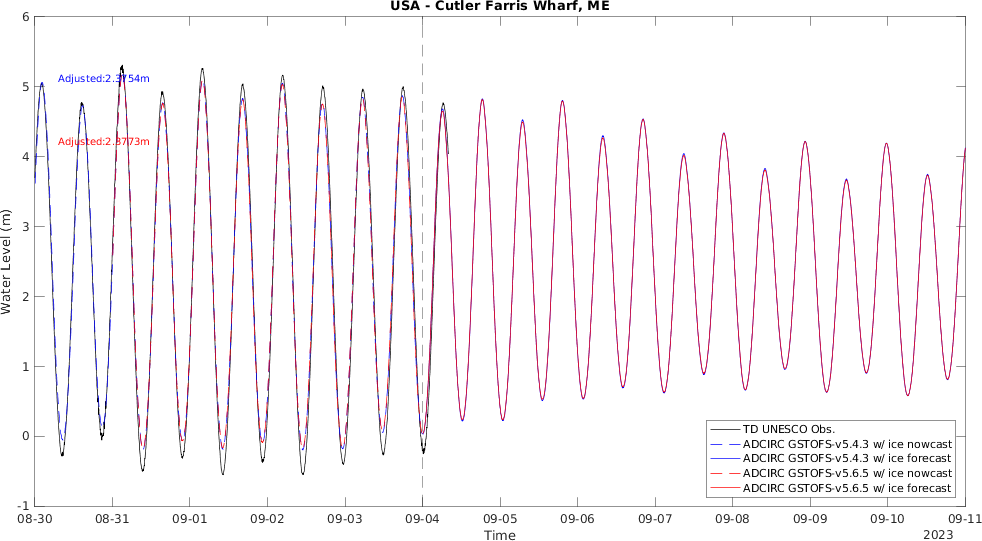 USA - Cutler Farris Wharf, ME
6
5
4
3
2
1
0
-1
Water Level (m)
Adjusted:2.3754m
Adjusted:2.3773m
TD UNESCO Obs.
ADCIRC GSTOFS-v5.4.3 w/ ice nowcast
ADCIRC GSTOFS-v5.4.3 w/ ice forecast
ADCIRC GSTOFS-v5.6.5 w/ ice nowcast
ADCIRC GSTOFS-v5.6.5 w/ ice forecast
08-30 08-31 09-01 09-02 09-03 09-04 09-05 09-06 09-07 09-08 09-09 09-10 09-11
Time
2023